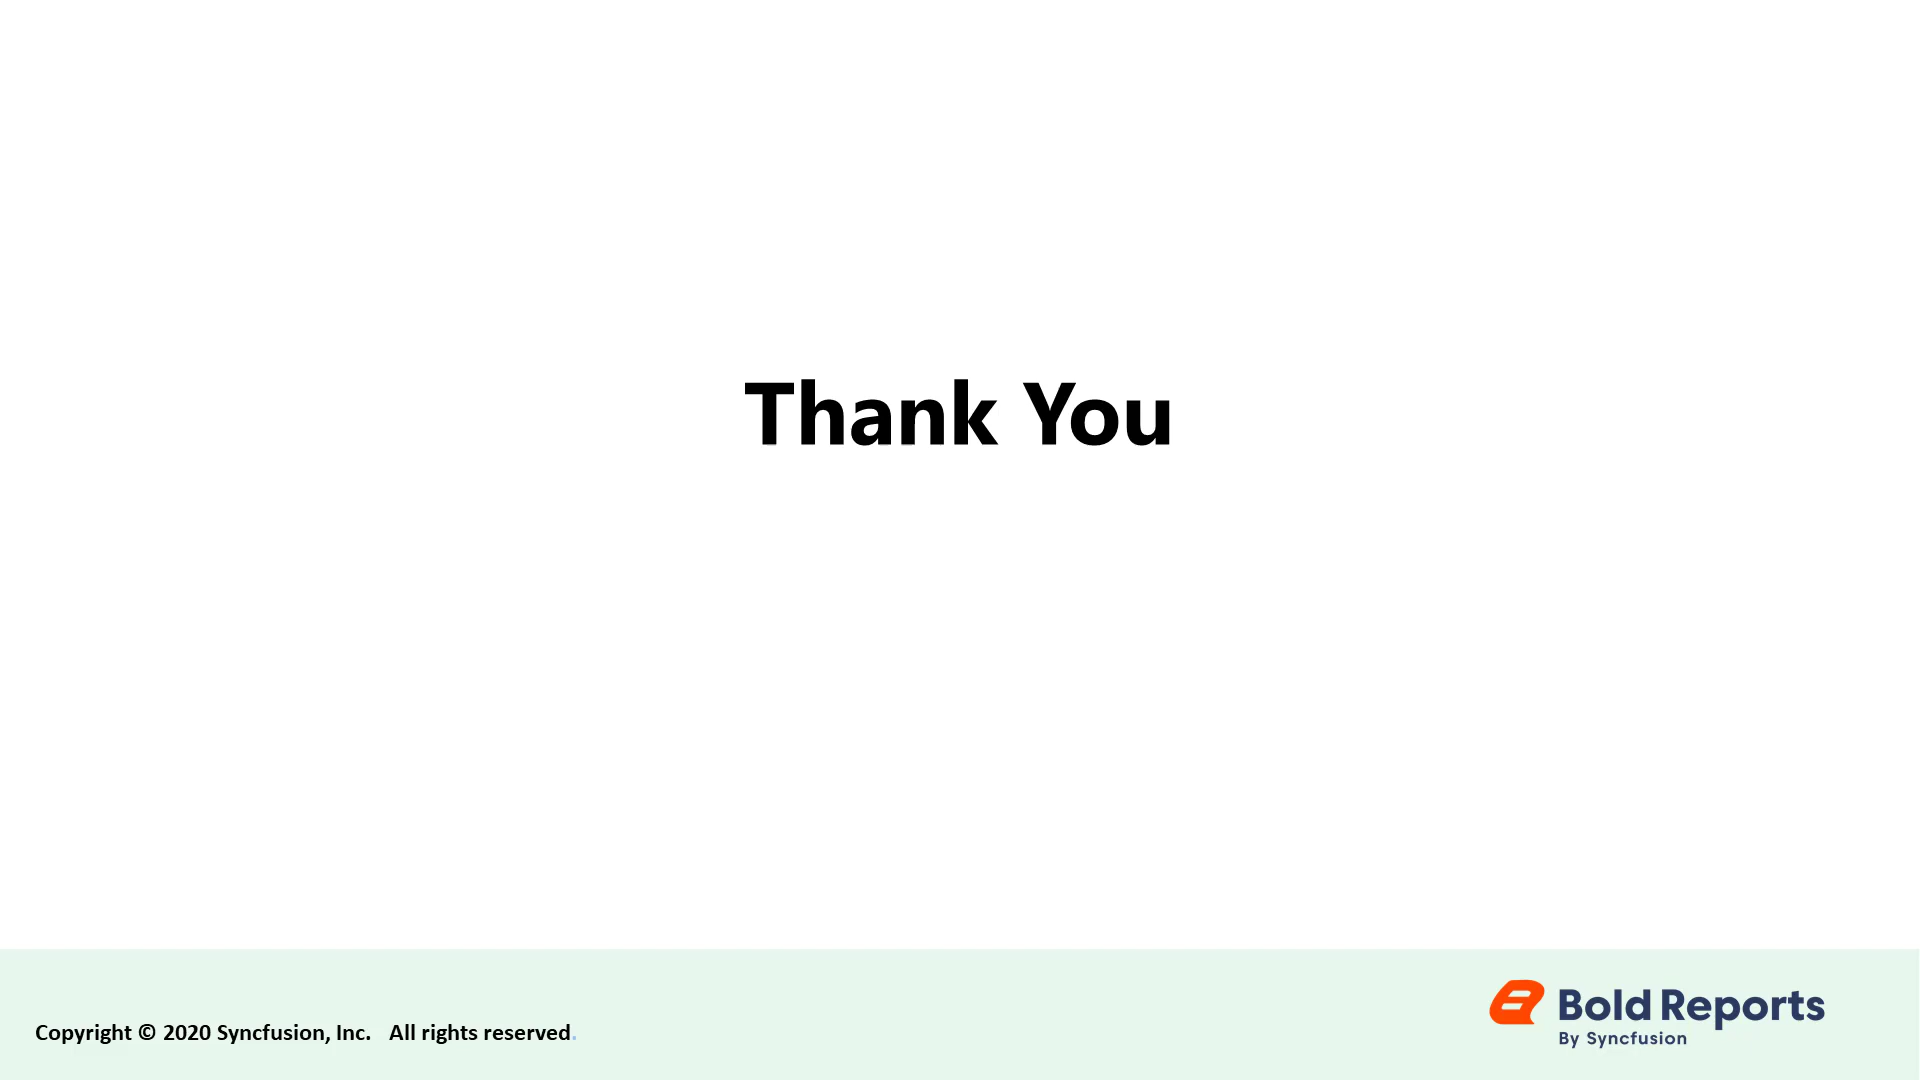 Thank You
Copyright © 2020 Syncfusion, Inc.   All rights reserved.
Bold Reports
By Syncfusion